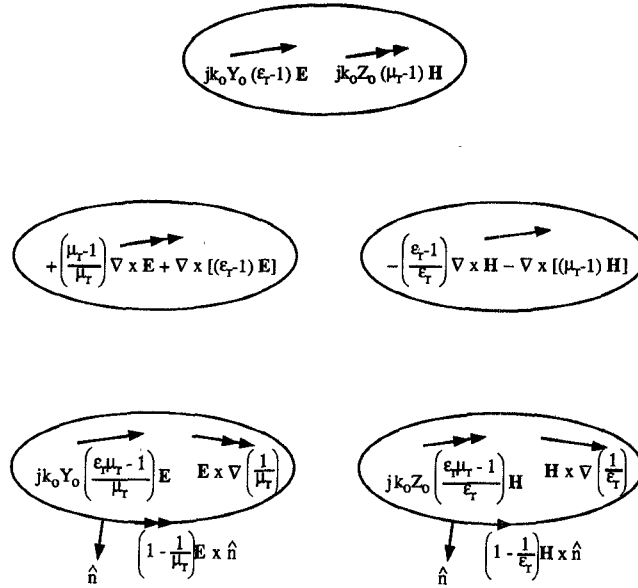 jk₀Y₀ (εᵣ-1) E    jk₀Z₀ (μᵣ-1) H
+ (μᵣ-1 / μᵣ) ∇ x E + ∇ x [(εᵣ-1) E]
- (εᵣ-1 / εᵣ) ∇ x H - ∇ x [(μᵣ-1) H]
jk₀Y₀ (εᵣμᵣ - 1 / μᵣ) E    E x ∇ (1 / μᵣ)
n̂    (1 - 1 / μᵣ) E x n̂
jk₀Z₀ (εᵣμᵣ - 1 / εᵣ) H    H x ∇ (1 / εᵣ)
n̂    (1 - 1 / εᵣ) H x n̂